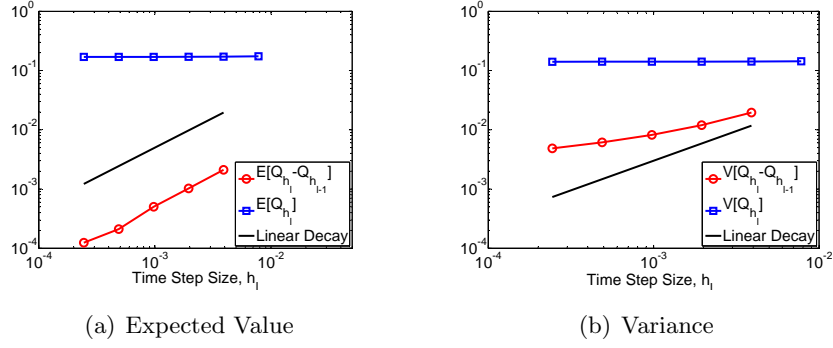 10^0
10^-1
10^-2
10^-3
10^-4
10^-4
10^-3
10^-2
Time Step Size, h_l
E[Q_{h_l}-Q_{h_{l-1}}]
E[Q_{h_l}]
Linear Decay
(a) Expected Value
10^0
10^-1
10^-2
10^-3
10^-4
10^-4
10^-3
10^-2
Time Step Size, h_l
V[Q_{h_l}-Q_{h_{l-1}}]
V[Q_{h_l}]
Linear Decay
(b) Variance